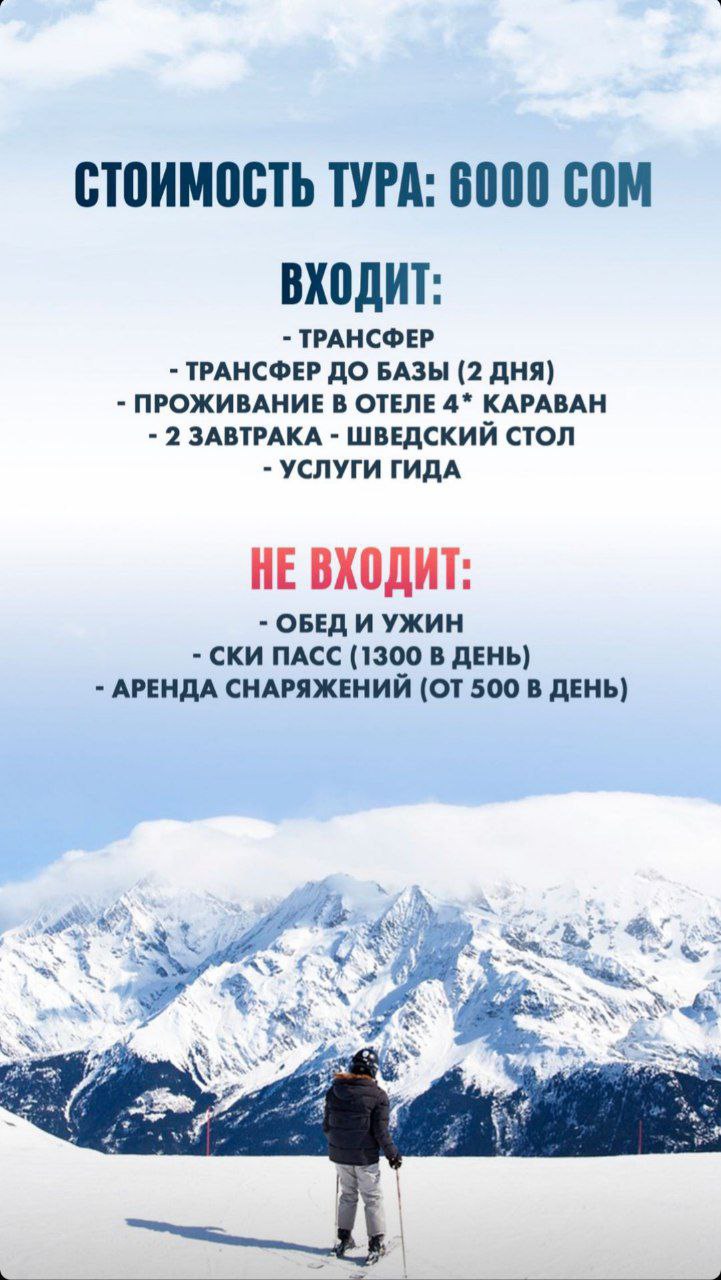 СТОИМОСТЬ ТУРА: 6000 СОМ
ВХОДИТ:
- ТРАНСФЕР
- ТРАНСФЕР ДО БАЗЫ (2 ДНЯ)
- ПРОЖИВАНИЕ В ОТЕЛЕ 4* КАРАВАН
- 2 ЗАВТРАКА - ШВЕДСКИЙ СТОЛ
- УСЛУГИ ГИДА
НЕ ВХОДИТ:
- ОБЕД И УЖИН
- СКИ ПАСС (1300 В ДЕНЬ)
- АРЕНДА СНАРЯЖЕНИЙ (ОТ 500 В ДЕНЬ)